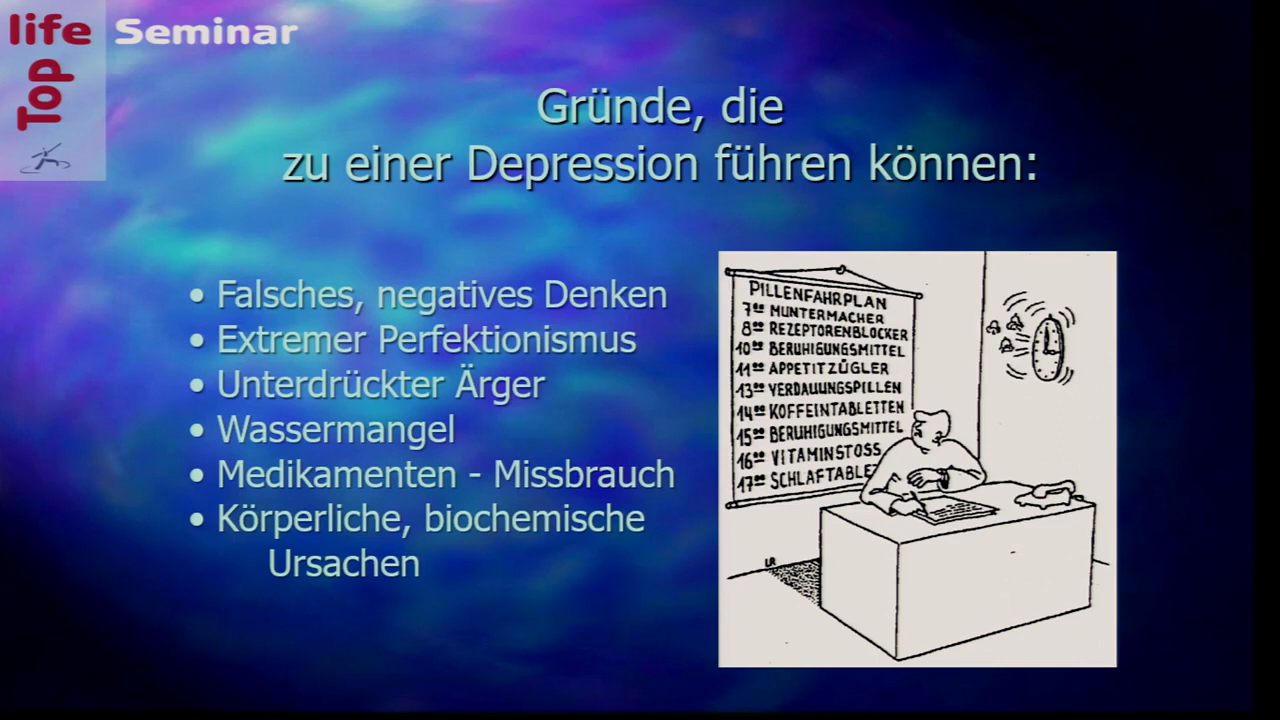 life Seminar
Top
Gründe, die
zu einer Depression führen können:
• Falsches, negatives Denken
• Extremer Perfektionismus
• Unterdrückter Ärger
• Wassermangel
• Medikamenten - Missbrauch
• Körperliche, biochemische
Ursachen
PILLENFAHRPLAN
7⁰⁰ MUNTERMACHER
8⁰⁰ REZEPTORENBLOCKER
10⁰⁰ BERUHIGUNGSMITTEL
11⁰⁰ APPETITZÜGLER
13⁰⁰ VERDAUUNGSPILLEN
14⁰⁰ KOFFEINTABLETTEN
15⁰⁰ BERUHIGUNGSMITTEL
16⁰⁰ VITAMINSTOSS
17⁰⁰ SCHLAFTABLE